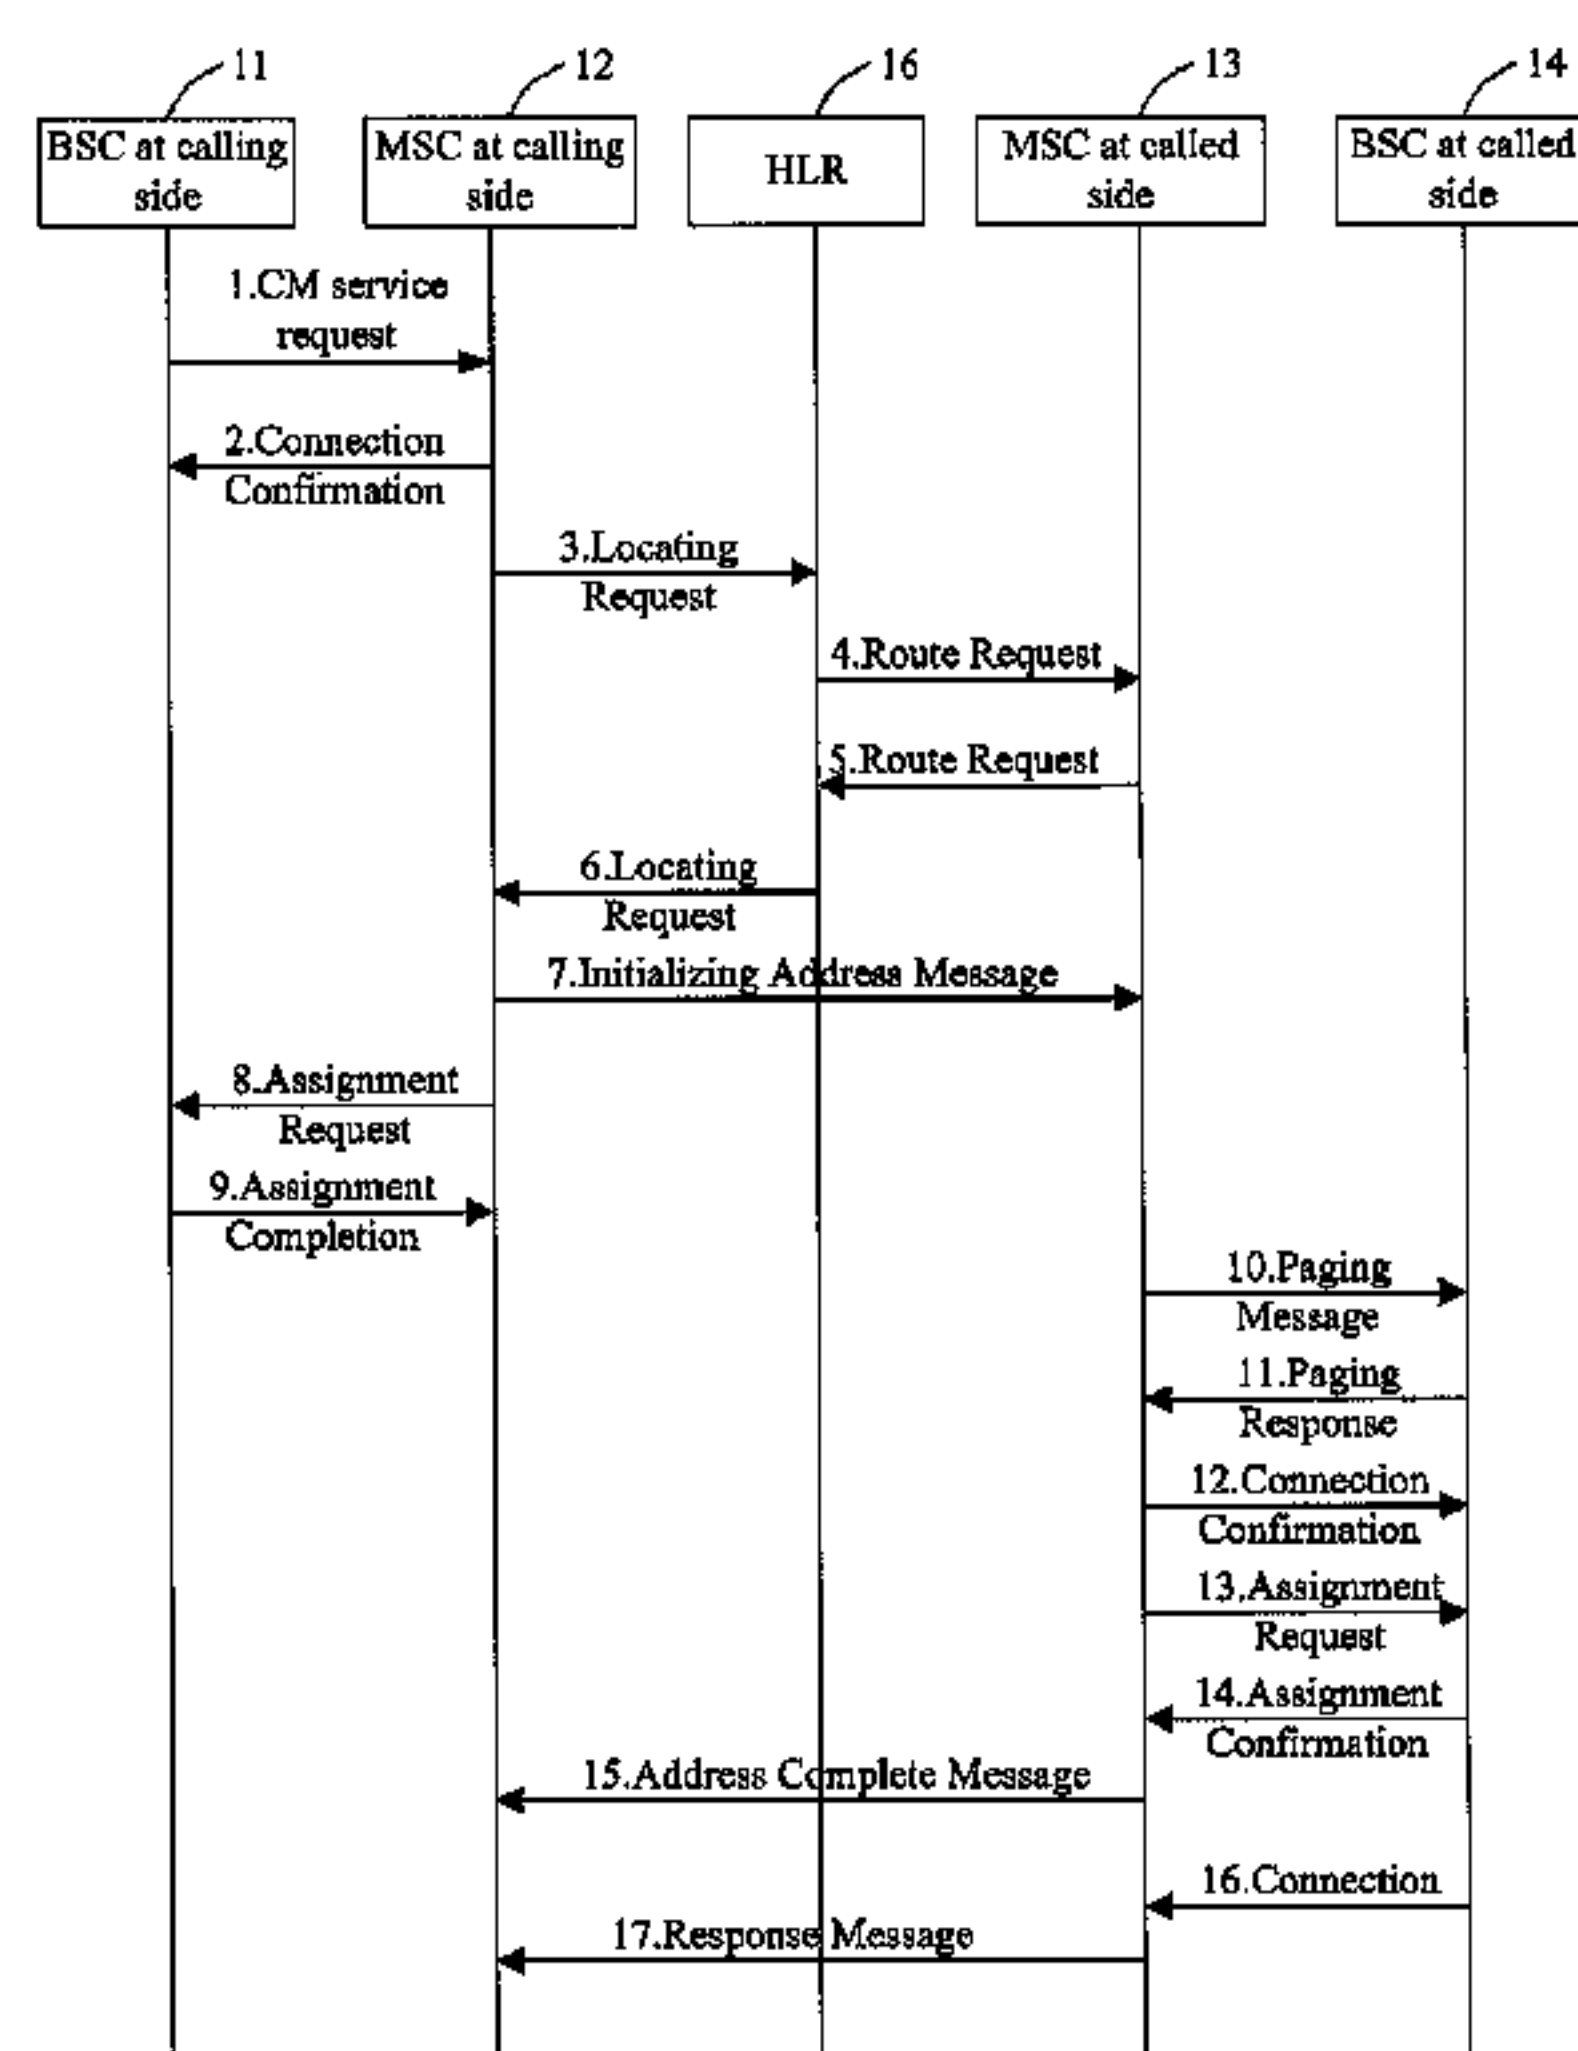 11
12
16
13
14
BSC at calling
side
MSC at calling
side
HLR
MSC at called
side
BSC at called
side
1.CM service
request
2.Connection
Confirmation
3.Locating
Request
4.Route Request
5.Route Request
6.Locating
Request
7.Initializing Address Message
8.Assignment
Request
9.Assignment
Completion
10.Paging
Message
11.Paging
Response
12.Connection
Confirmation
13.Assignment
Request
14.Assignment
Confirmation
15.Address Complete Message
16.Connection
17.Response Message